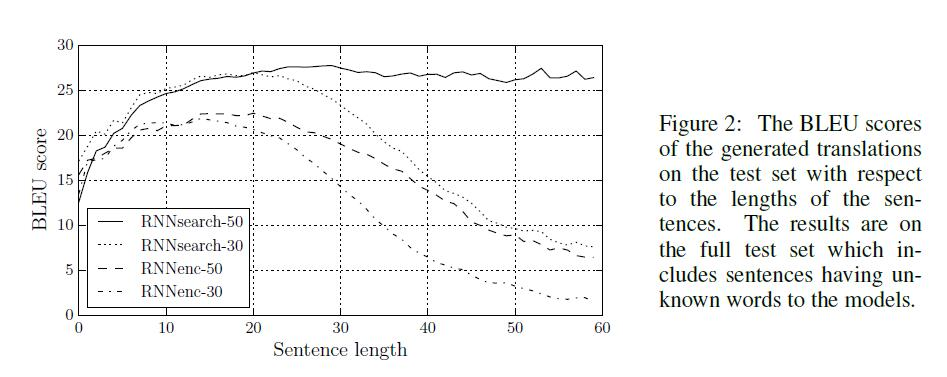 30
25
20
15
10
5
0
BLEU score
RNNsearch-50
RNNsearch-30
RNNenc-50
RNNenc-30
0 10 20 30 40 50 60
Sentence length
Figure 2: The BLEU scores
of the generated translations
on the test set with respect
to the lengths of the sen-
tences. The results are on
the full test set which in-
cludes sentences having un-
known words to the models.